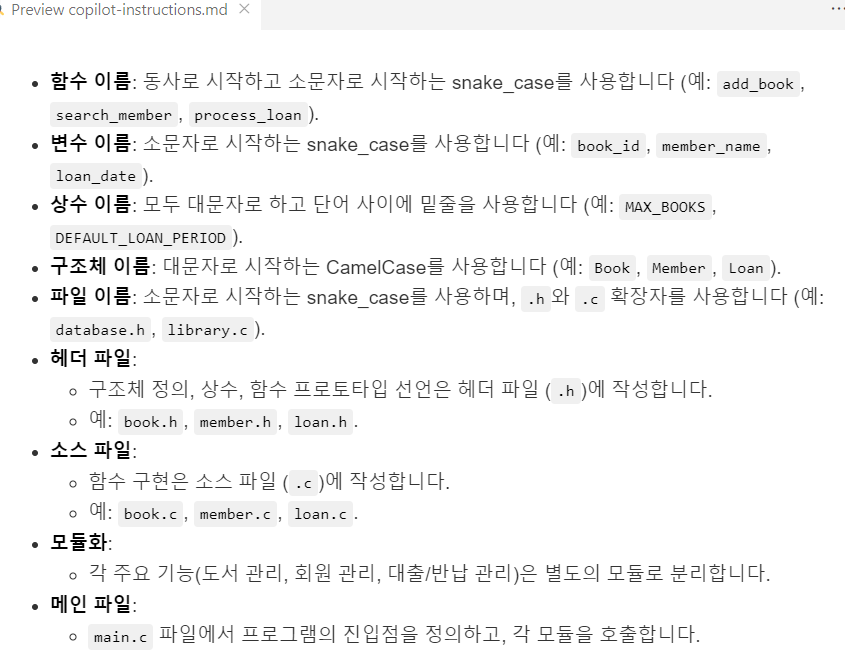 Preview copilot-instructions.md
함수 이름: 동사로 시작하고 소문자로 시작하는 snake_case를 사용합니다 (예: add_book,
search_member, process_loan).
변수 이름: 소문자로 시작하는 snake_case를 사용합니다 (예: book_id, member_name,
loan_date).
상수 이름: 모두 대문자로 하고 단어 사이에 밑줄을 사용합니다 (예: MAX_BOOKS,
DEFAULT_LOAN_PERIOD).
구조체 이름: 대문자로 시작하는 CamelCase를 사용합니다 (예: Book, Member, Loan).
파일 이름: 소문자로 시작하는 snake_case를 사용하며, .h와 .c 확장자를 사용합니다 (예:
database.h, library.c).
헤더 파일:
구조체 정의, 상수, 함수 프로토타입 선언은 헤더 파일 (.h)에 작성합니다.
예: book.h, member.h, loan.h.
소스 파일:
함수 구현은 소스 파일 (.c)에 작성합니다.
예: book.c, member.c, loan.c.
모듈화:
각 주요 기능(도서 관리, 회원 관리, 대출/반납 관리)은 별도의 모듈로 분리합니다.
메인 파일:
main.c 파일에서 프로그램의 진입점을 정의하고, 각 모듈을 호출합니다.